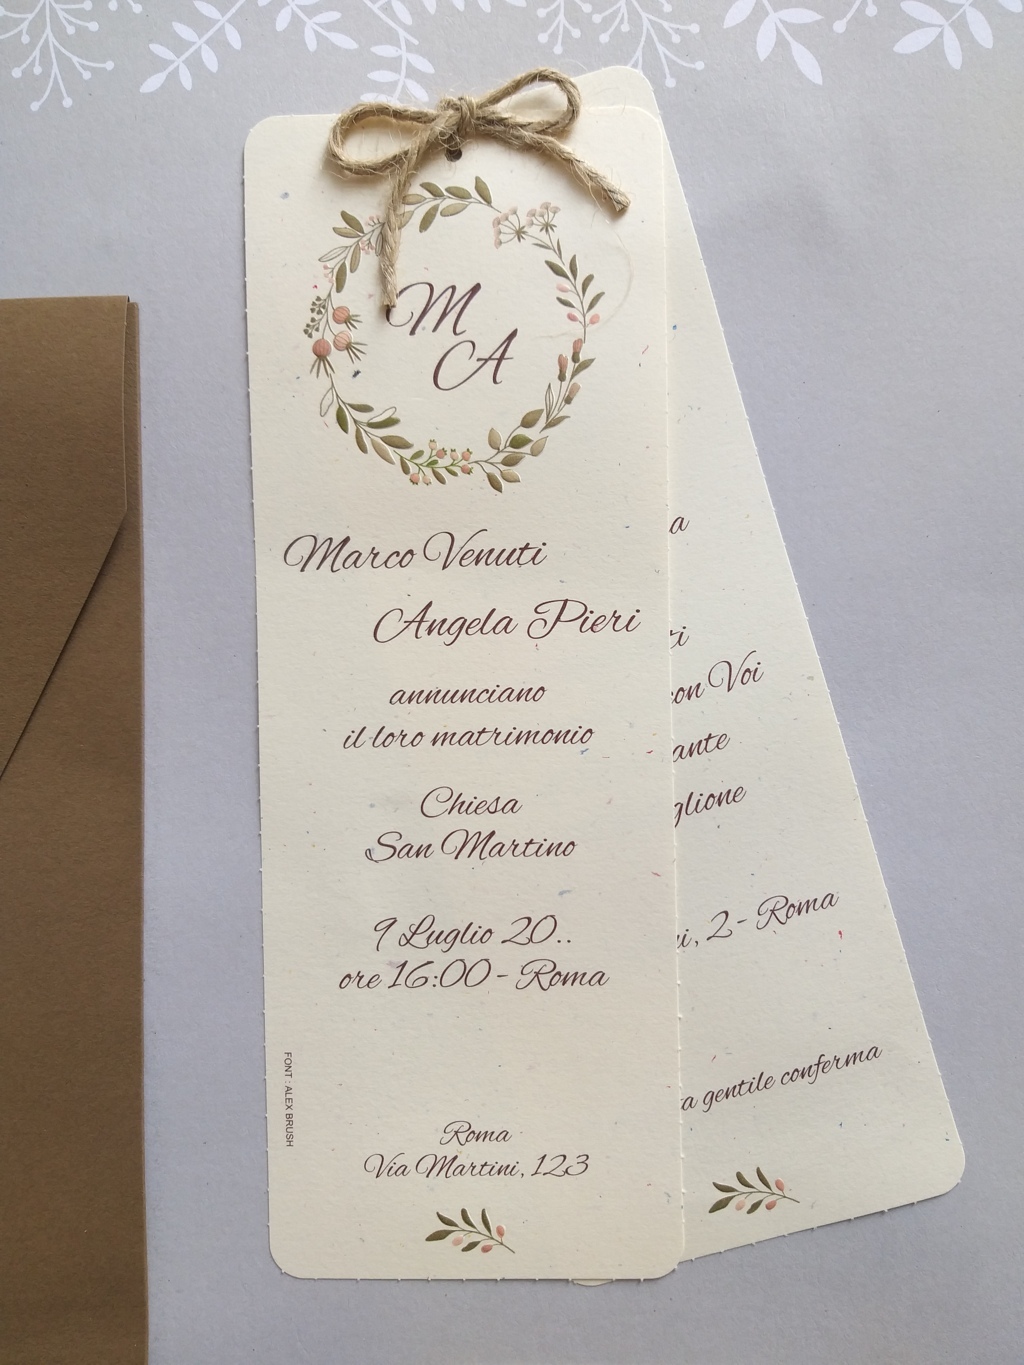 M
A
Marco Venuti
Angela Pieri
annunciano
il loro matrimonio
Chiesa
San Martino
9 Luglio 20..
ore 16:00 - Roma
FONT : ALEX BRUSH
Roma
Via Martini, 123
a
ri
con Voi
ante
glione
i, 2 - Roma
a gentile conferma